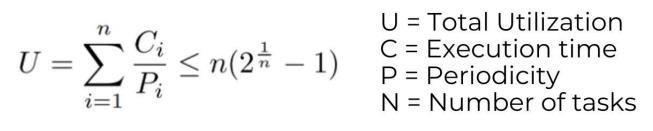 U = \sum_{i=1}^{n} \frac{C_i}{P_i} \leq n(2^{\frac{1}{n}} - 1)
U = Total Utilization
C = Execution time
P = Periodicity
N = Number of tasks